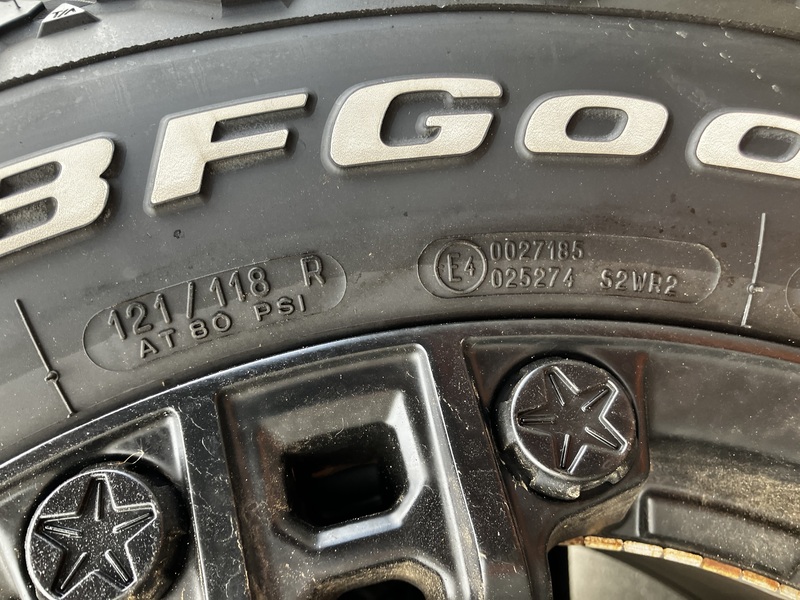 BFGoo
121/118 R
AT 80 PSI
E4
0027185
025274 S2WR2